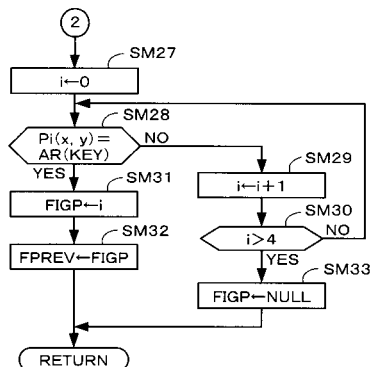 2
SM27
i←0
SM28
Pi(x, y)=
AR(KEY)
NO
YES
SM29
i←i+1
SM31
FIGP←i
SM30
i>4
NO
YES
SM32
FPREV←FIGP
SM33
FIGP←NULL
RETURN